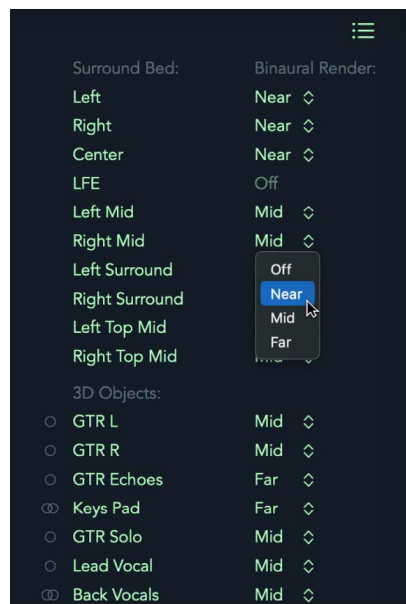 Surround Bed: Binaural Render:
Left Near
Right Near
Center Near
LFE Off
Left Mid Mid
Right Mid Mid
Left Surround Off
Right Surround Near
Left Top Mid Mid
Right Top Mid Far
3D Objects:
GTR L Mid
GTR R Mid
GTR Echoes Far
Keys Pad Far
GTR Solo Mid
Lead Vocal Mid
Back Vocals Mid